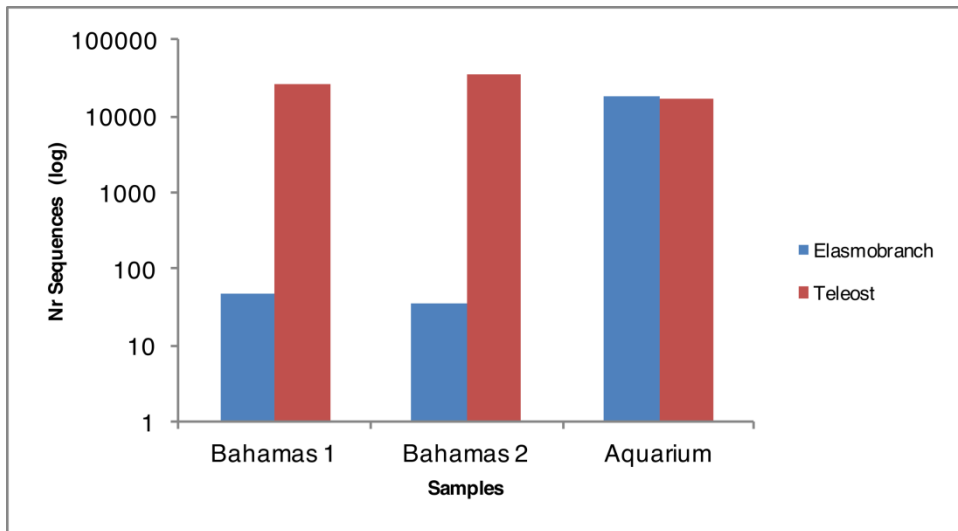 100000
10000
1000
100
10
1
Nr Sequences (log)
Bahamas 1
Bahamas 2
Aquarium
Samples
Elasmobranch
Teleost